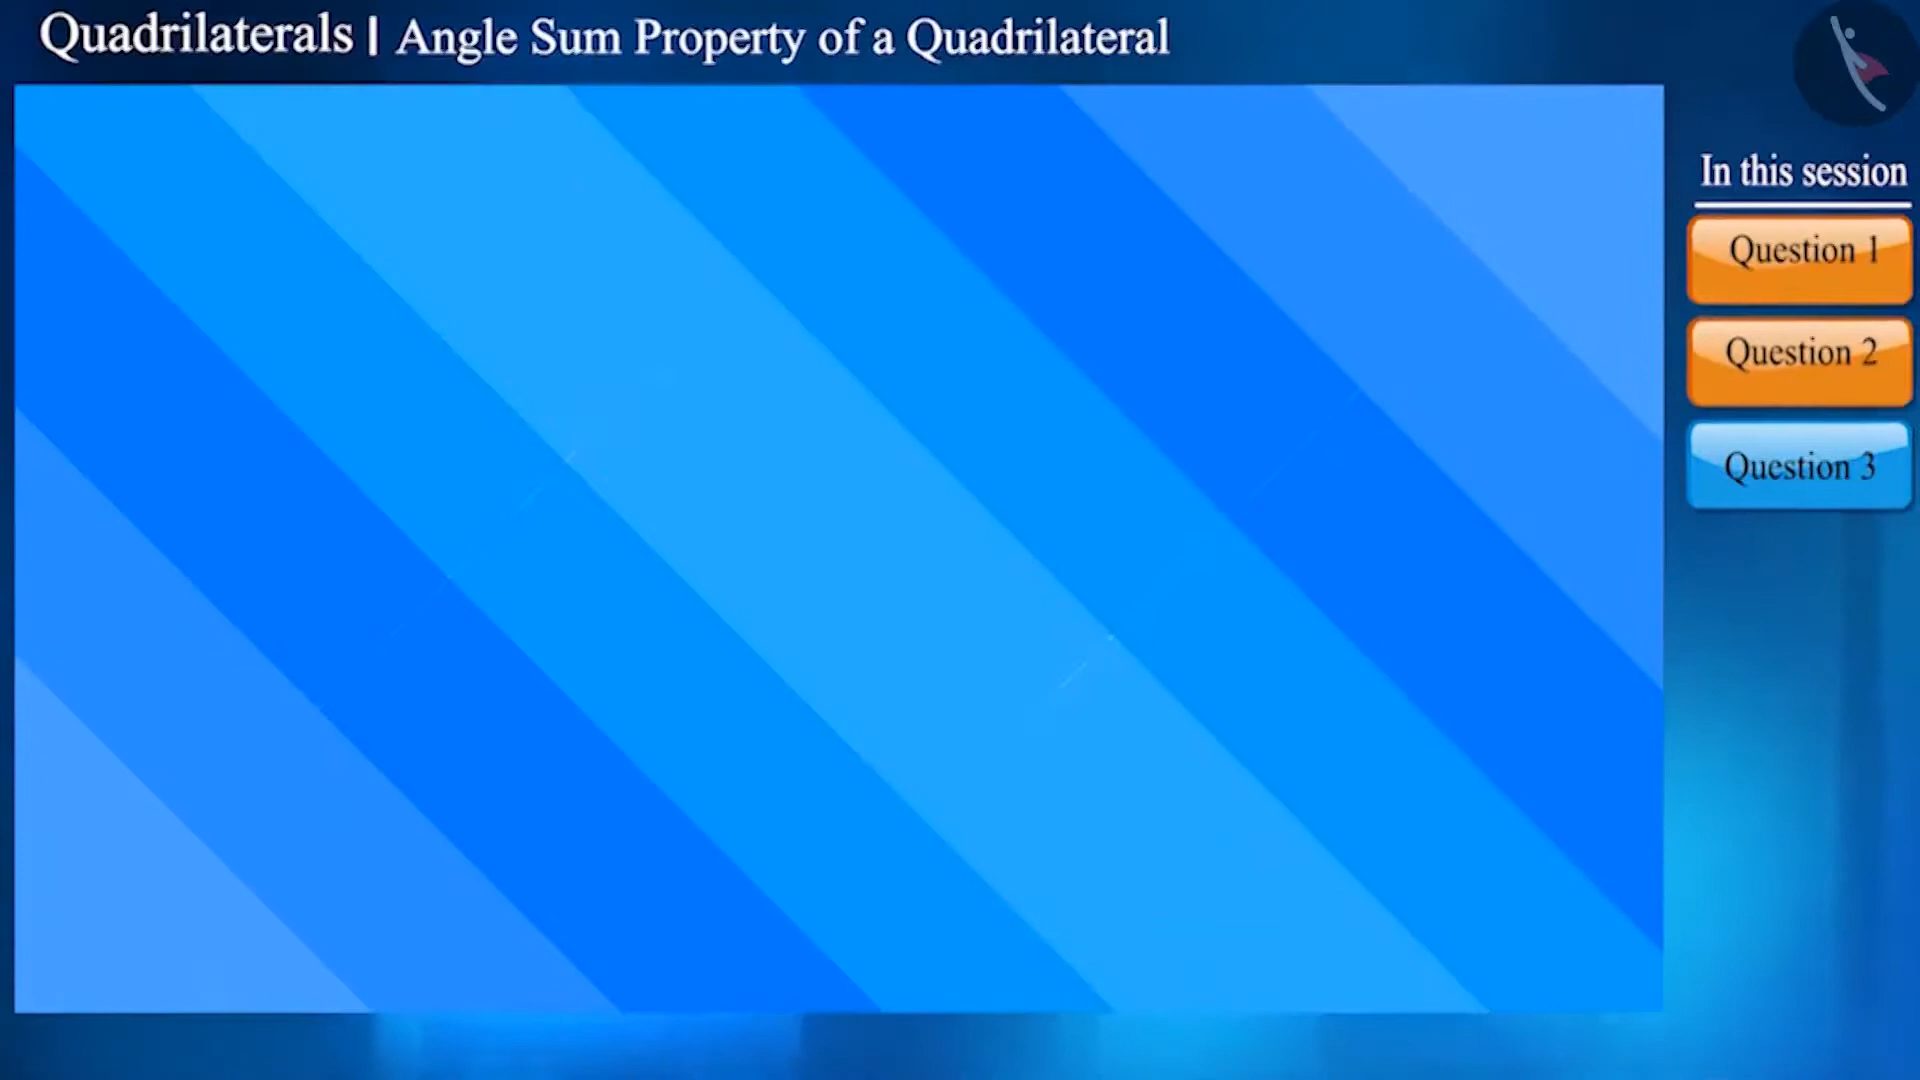 Quadrilaterals | Angle Sum Property of a Quadrilateral
In this session
Question 1
Question 2
Question 3